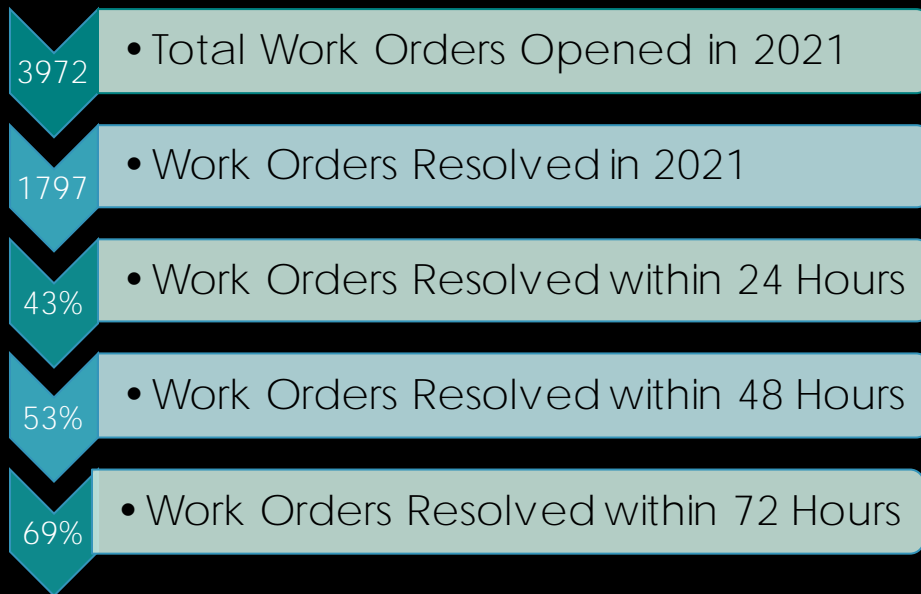 3972
• Total Work Orders Opened in 2021
1797
• Work Orders Resolved in 2021
43%
• Work Orders Resolved within 24 Hours
53%
• Work Orders Resolved within 48 Hours
69%
• Work Orders Resolved within 72 Hours